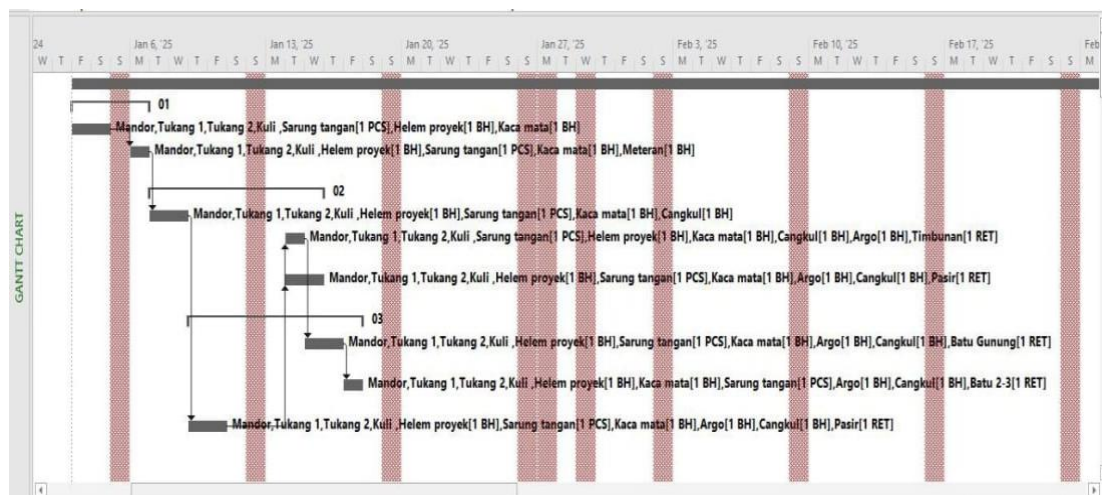 24 Jan 6, '25 Jan 13, '25 Jan 20, '25 Jan 27, '25 Feb 3, '25 Feb 10, '25 Feb 17, '25 Feb
W T F S S M T W T F S S M T W T F S S M T W T F S S M T W T F S S M T W T F S S M T W T F S S M T W T F S S M
GANTT CHART
01
Mandor,Tukang 1,Tukang 2,Kuli ,Sarung tangan[1 PCS],Helem proyek[1 BH],Kaca mata[1 BH]
Mandor,Tukang 1,Tukang 2,Kuli ,Helem proyek[1 BH],Sarung tangan[1 PCS],Kaca mata[1 BH],Meteran[1 BH]
02
Mandor,Tukang 1,Tukang 2,Kuli ,Helem proyek[1 BH],Sarung tangan[1 PCS],Kaca mata[1 BH],Cangkul[1 BH]
Mandor,Tukang 1,Tukang 2,Kuli ,Sarung tangan[1 PCS],Helem proyek[1 BH],Kaca mata[1 BH],Cangkul[1 BH],Argo[1 BH],Timbunan[1 RET]
Mandor,Tukang 1,Tukang 2,Kuli ,Helem proyek[1 BH],Sarung tangan[1 PCS],Kaca mata[1 BH],Argo[1 BH],Cangkul[1 BH],Pasir[1 RET]
03
Mandor,Tukang 1,Tukang 2,Kuli ,Helem proyek[1 BH],Sarung tangan[1 PCS],Kaca mata[1 BH],Argo[1 BH],Cangkul[1 BH],Batu Gunung[1 RET]
Mandor,Tukang 1,Tukang 2,Kuli ,Helem proyek[1 BH],Kaca mata[1 BH],Sarung tangan[1 PCS],Argo[1 BH],Cangkul[1 BH],Batu 2-3[1 RET]
Mandor,Tukang 1,Tukang 2,Kuli ,Helem proyek[1 BH],Sarung tangan[1 PCS],Kaca mata[1 BH],Argo[1 BH],Cangkul[1 BH],Pasir[1 RET]